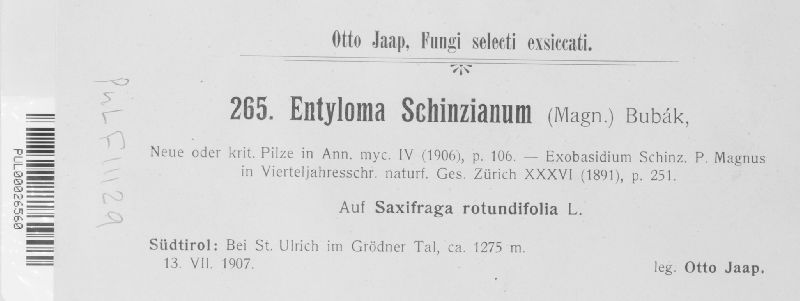 Otto Jaap, Fungi selecti exsiccati.
265. Entyloma Schinzianum (Magn.) Bubák,
Neue oder krit. Pilze in Ann. myc. IV (1906), p. 106. — Exobasidium Schinz. P. Magnus
in Vierteljahresschr. naturf. Ges. Zürich XXXVI (1891), p. 251.
Auf Saxifraga rotundifolia L.
Südtirol: Bei St. Ulrich im Grödner Tal, ca. 1275 m.
13. VII. 1907.
leg. Otto Jaap.
PUL F11129
PUL00026560